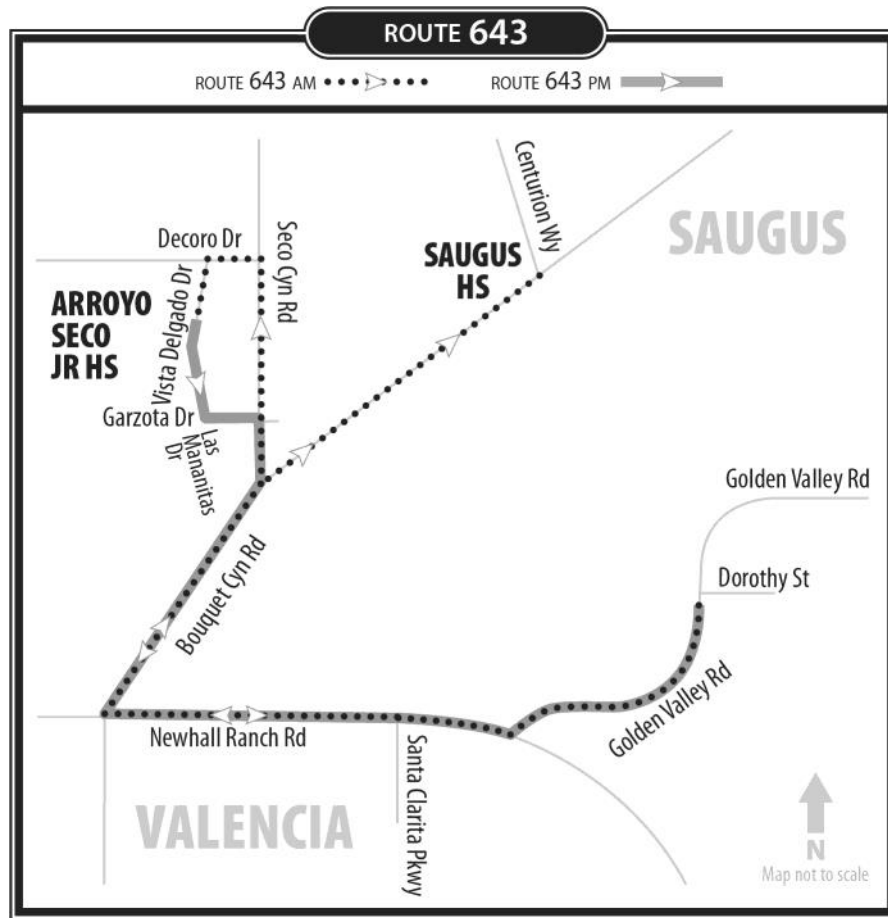 ROUTE 643
ROUTE 643 AM
ROUTE 643 PM
Centurion Wy
SAUGUS
Decoro Dr
Seco Cyn Rd
SAUGUS
HS
ARROYO
SECO
JR HS
Vista Delgado Dr
Garzota Dr
Las
Mananitas
Dr
Golden Valley Rd
Dorothy St
Bouquet Cyn Rd
Golden Valley Rd
Newhall Ranch Rd
Santa Clarita Pkwy
VALENCIA
N
Map not to scale